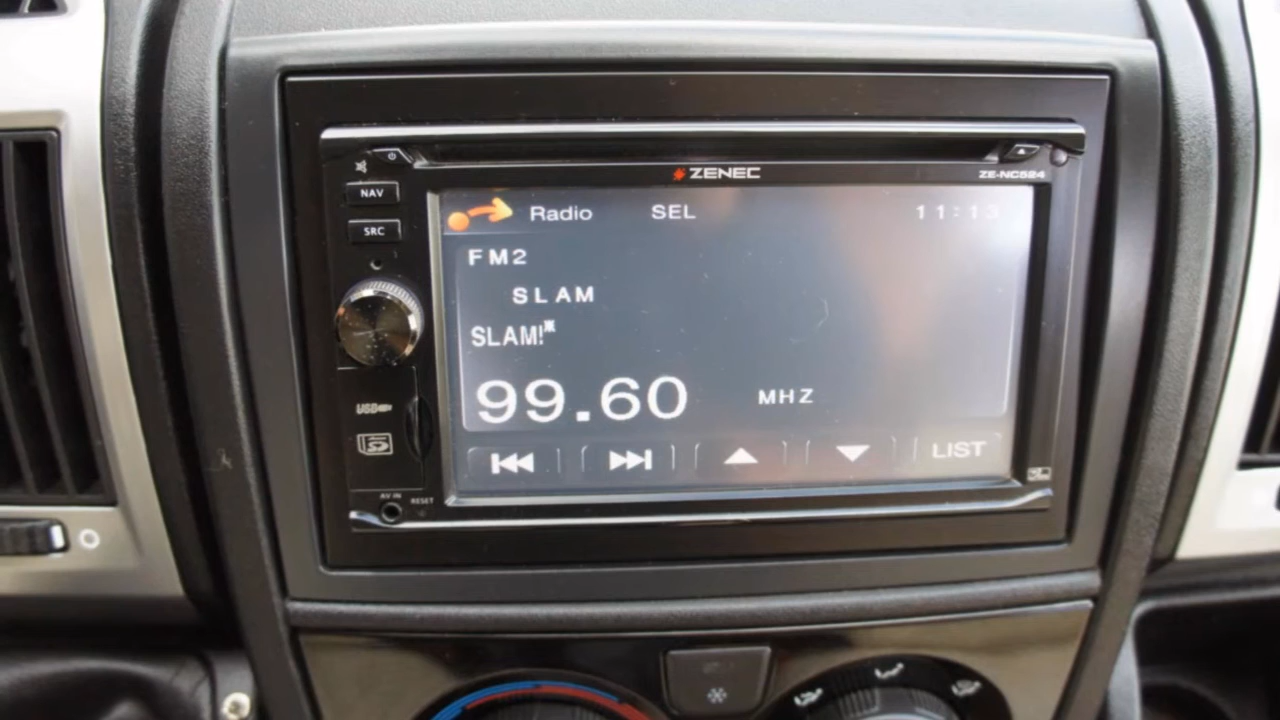 ZENEC
ZE-NC524
NAV
SRC
Radio SEL 11:13
FM2
SLAM
SLAM!*
99.60 MHZ
LIST
USB
AV IN RESET